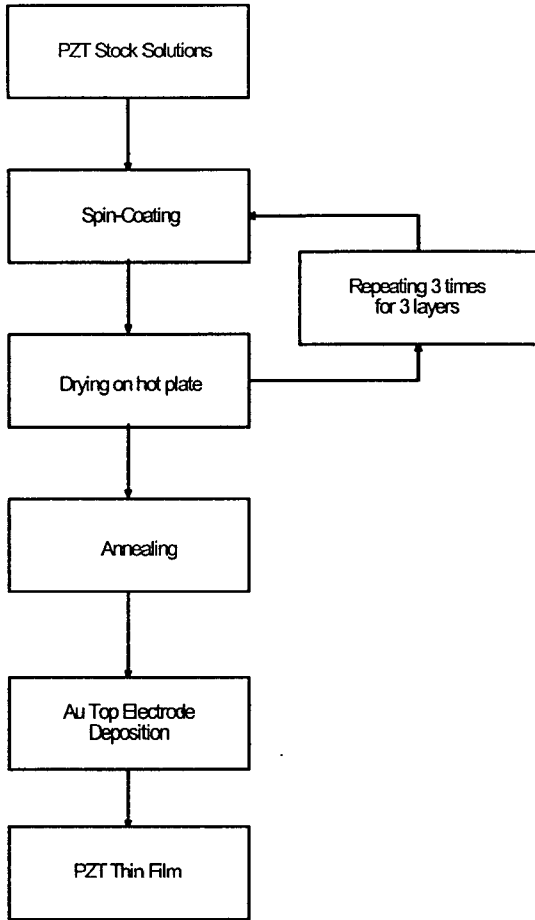 PZT Stock Solutions
Spin-Coating
Repeating 3 times
for 3 layers
Drying on hot plate
Annealing
Au Top Electrode
Deposition
PZT Thin Film